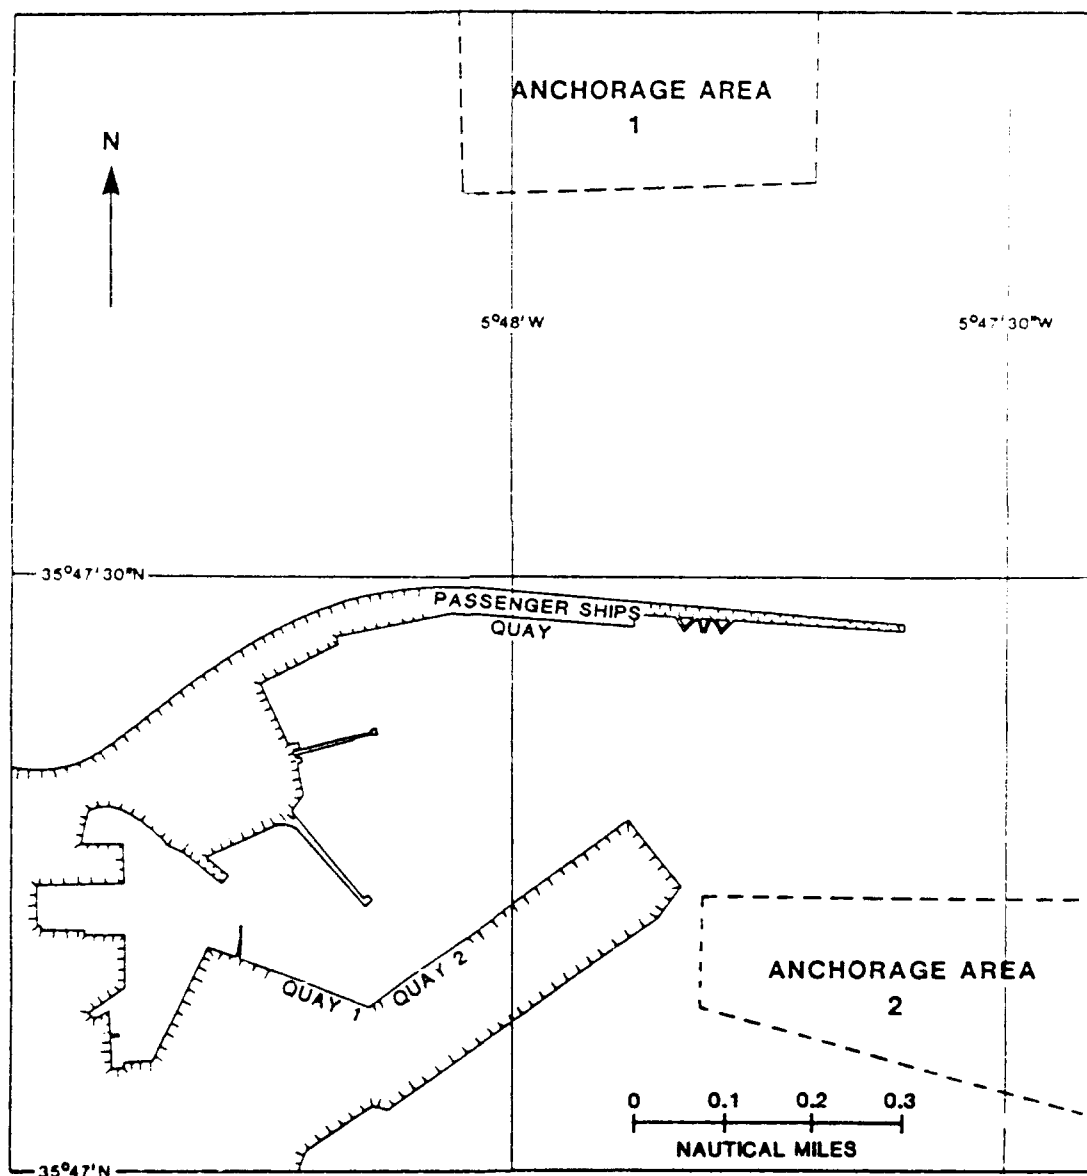 ANCHORAGE AREA
1
N
5°48'W
5°47'30"W
35°47'30"N
PASSENGER SHIPS
QUAY
QUAY 1
QUAY 2
ANCHORAGE AREA
2
0 0.1 0.2 0.3
NAUTICAL MILES
35°47'N